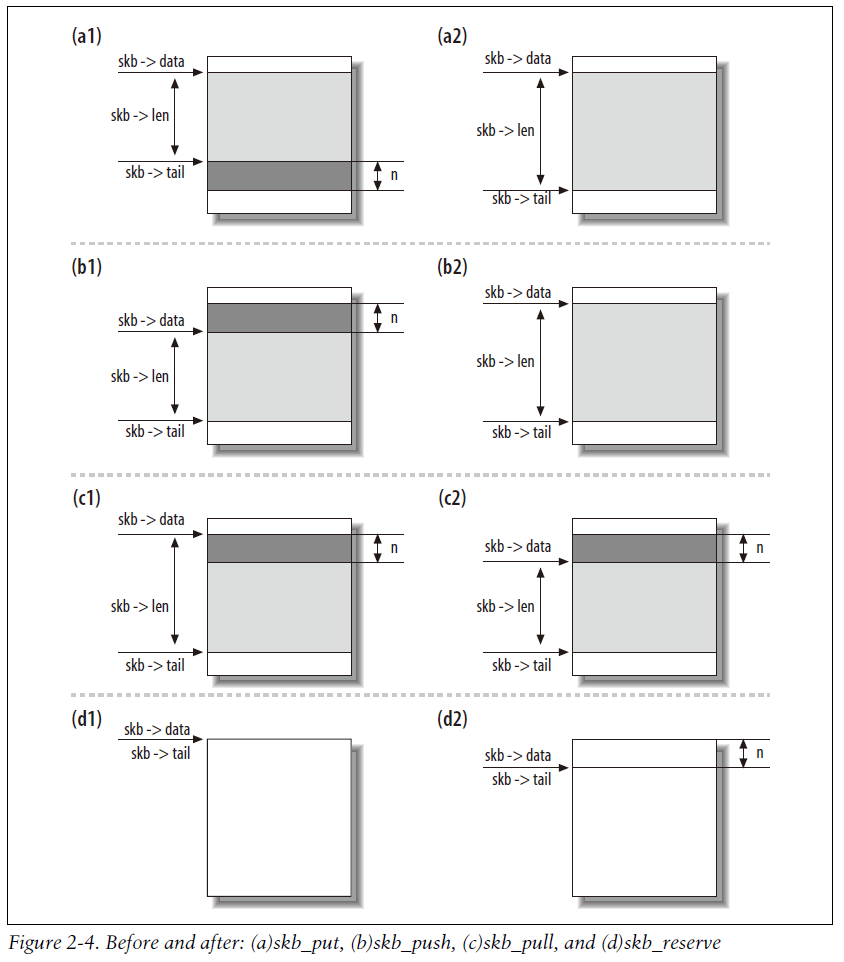 (a1)
skb -> data
skb -> len
skb -> tail
n
(a2)
skb -> data
skb -> len
skb -> tail
(b1)
skb -> data
n
skb -> len
skb -> tail
(b2)
skb -> data
skb -> len
skb -> tail
(c1)
skb -> data
n
skb -> len
skb -> tail
(c2)
skb -> data
n
skb -> len
skb -> tail
(d1)
skb -> data
skb -> tail
(d2)
skb -> data
n
skb -> tail
Figure 2-4. Before and after: (a)skb_put, (b)skb_push, (c)skb_pull, and (d)skb_reserve